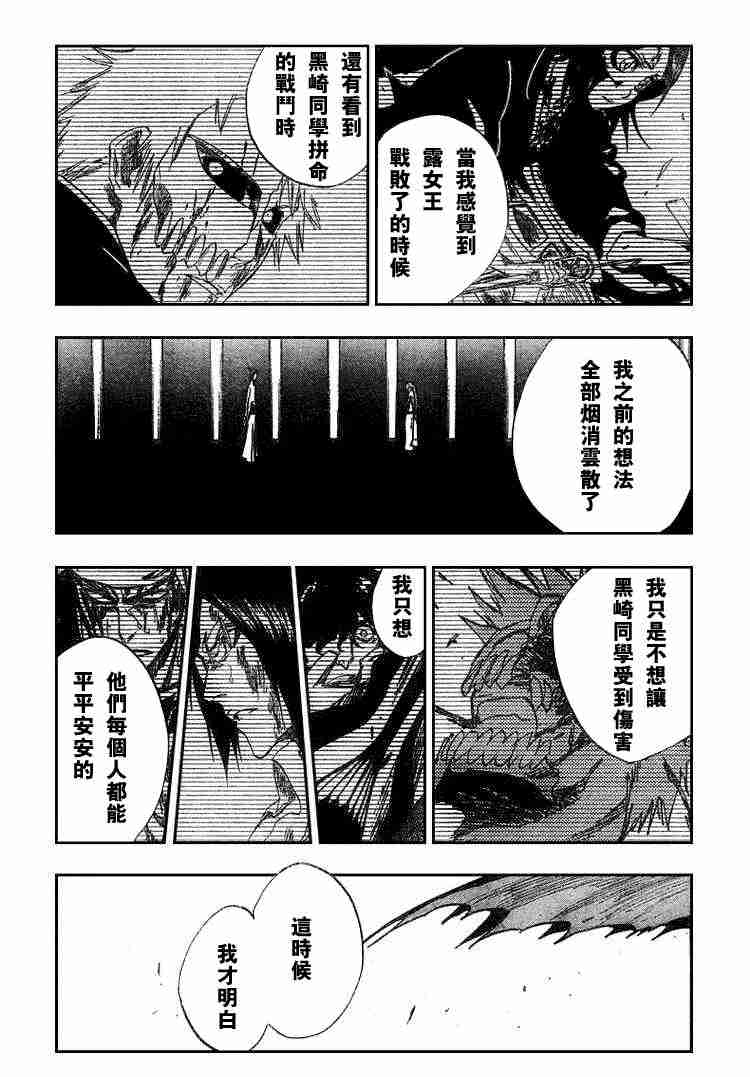 當我感覺到
露女王
戰敗了的時候
還有看到
黑崎同學拼命
的戰鬥時
我之前的想法
全部烟消雲散了
我只是不想讓
黑崎同學受到傷害
我只想
他們每個人都能
平平安安的
這時候
我才明白